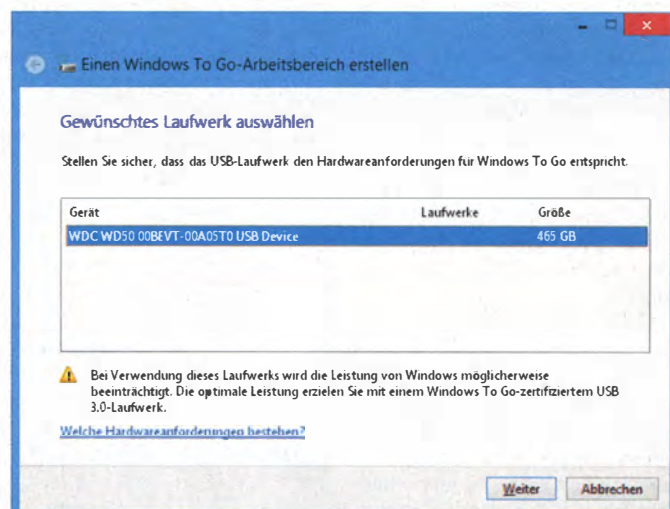 Einen Windows To Go-Arbeitsbereich erstellen
Gewünschtes Laufwerk auswählen
Stellen Sie sicher, dass das USB-Laufwerk den Hardwareanforderungen für Windows To Go entspricht.
Gerät Laufwerke Größe
WDC WD50 00BEVT-00A05T0 USB Device 465 GB
Bei Verwendung dieses Laufwerks wird die Leistung von Windows möglicherweise
beeinträchtigt. Die optimale Leistung erzielen Sie mit einem Windows To Go-zertifiziertem USB
3.0-Laufwerk.
Welche Hardwareanforderungen bestehen?
Weiter Abbrechen